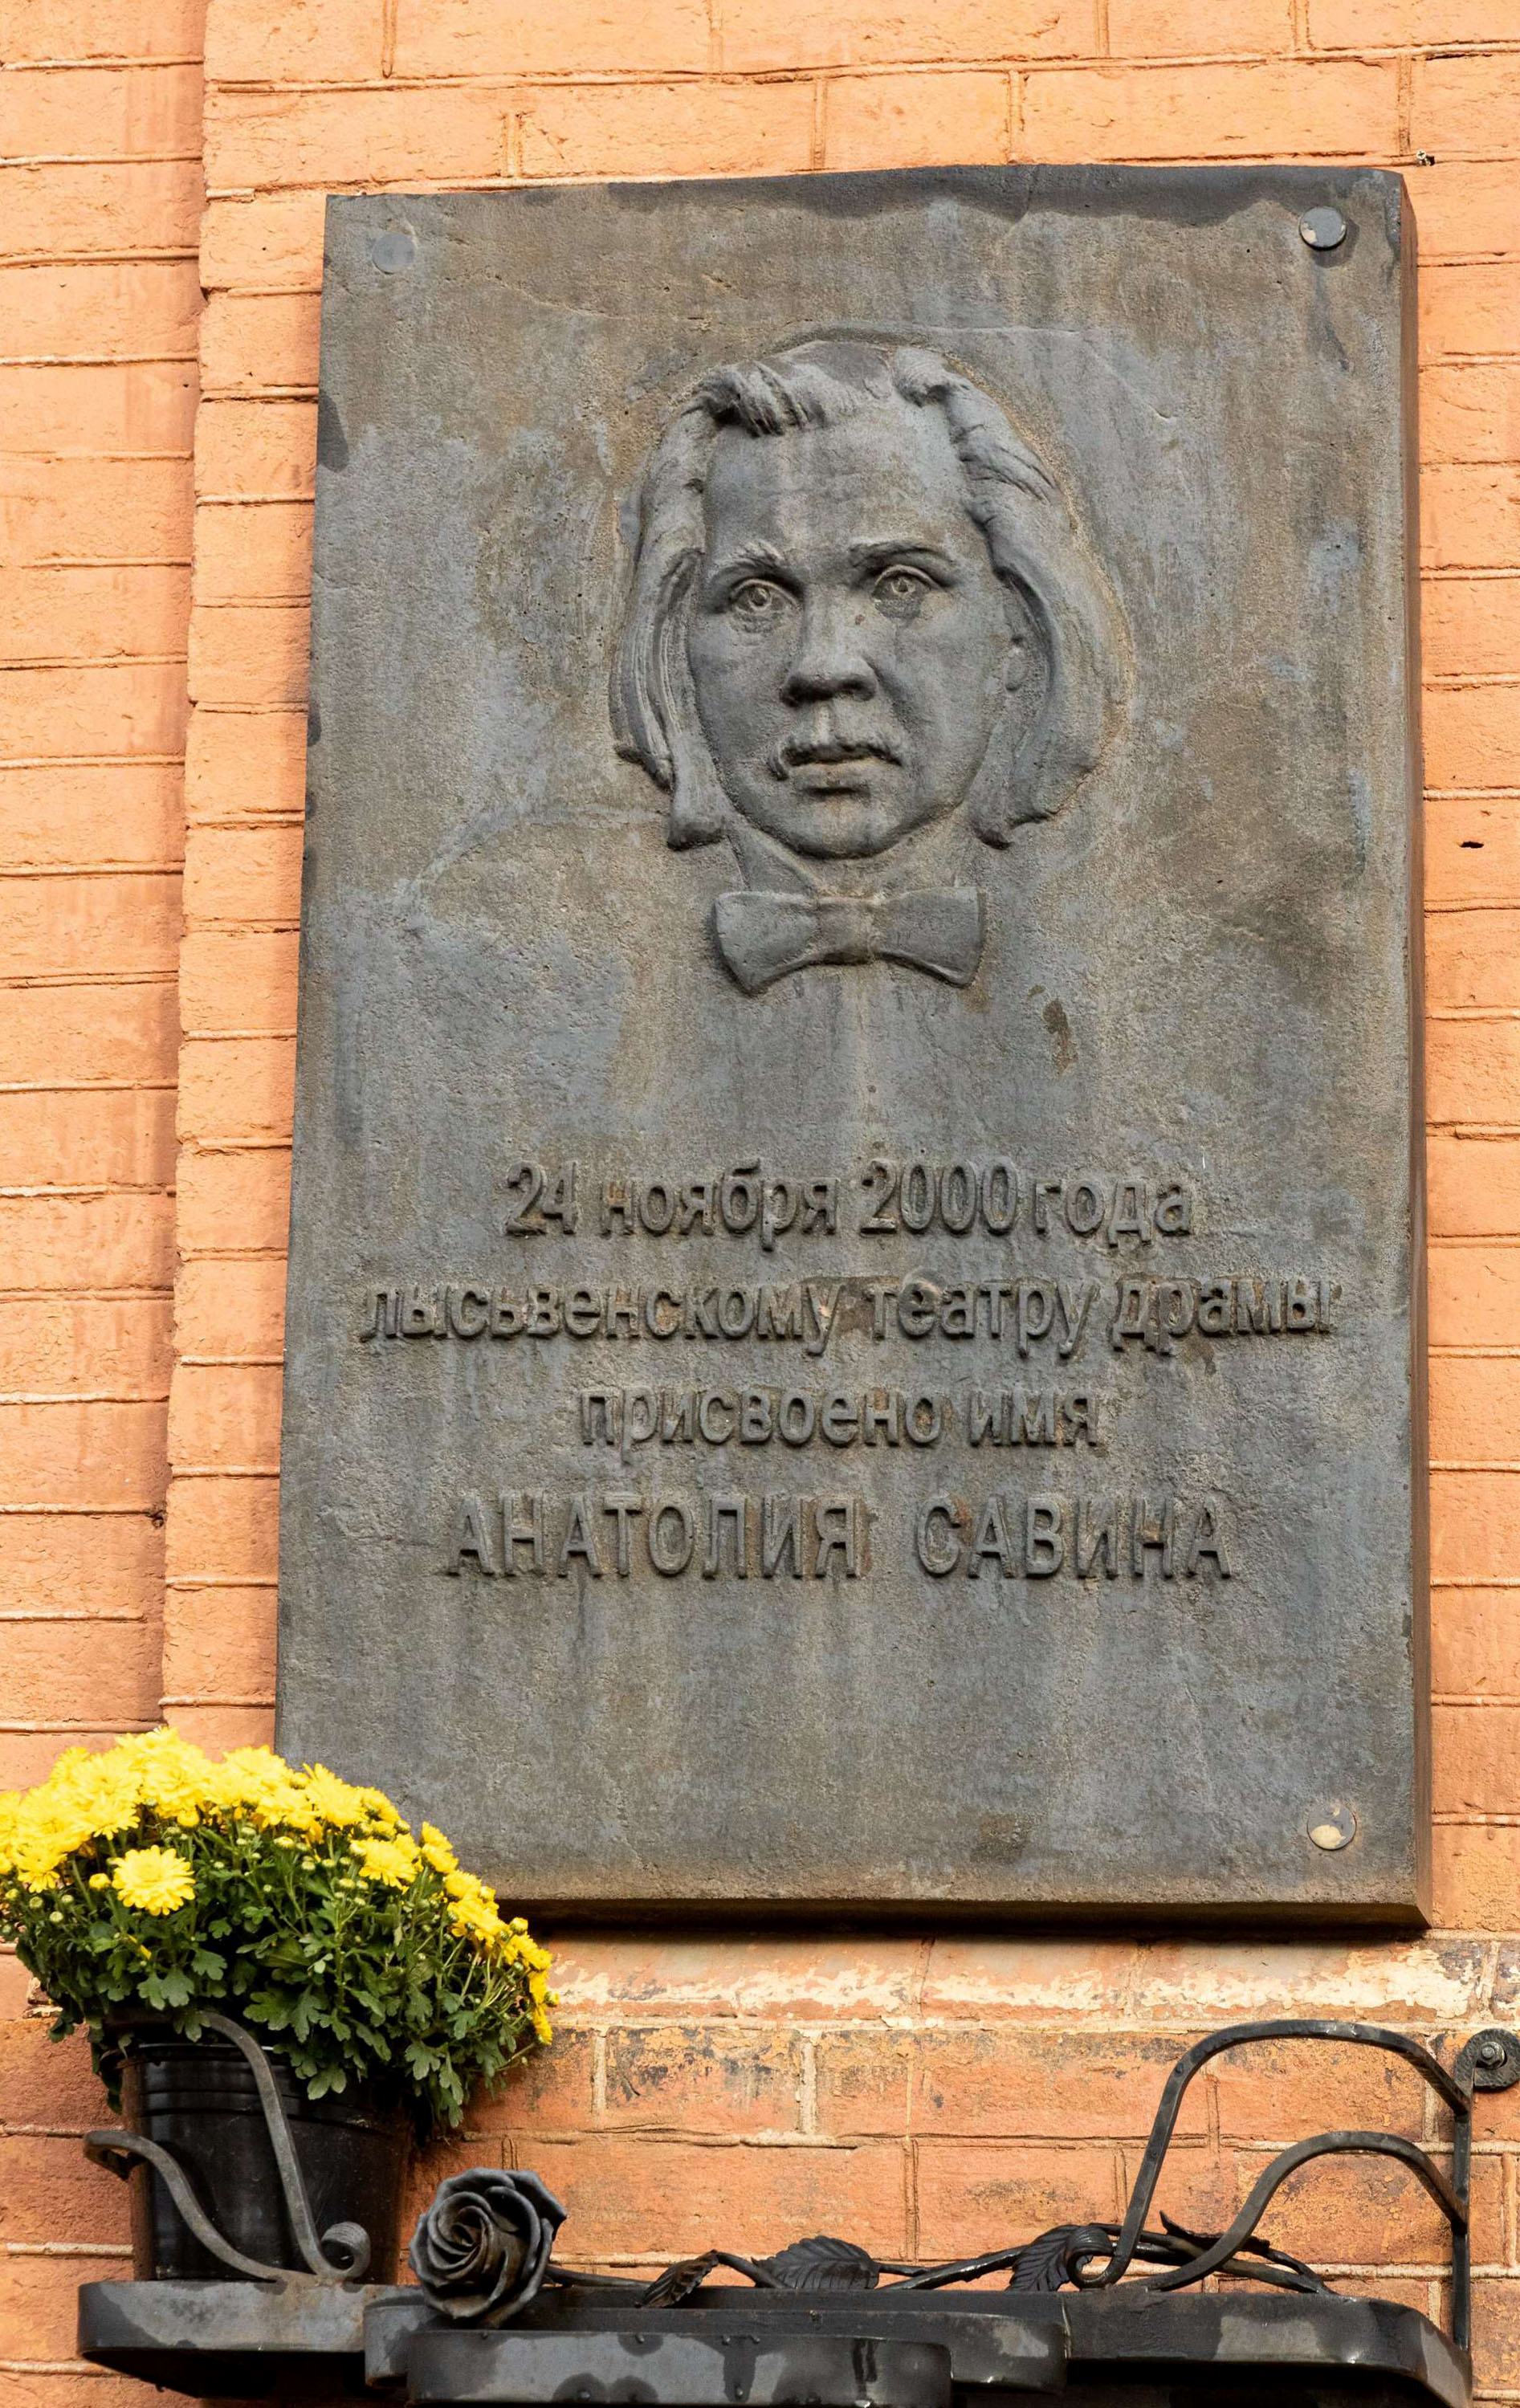 24 ноября 2000 года
лысьвенскому театру драмы
присвоено имя
АНАТОЛИЯ САВИНА